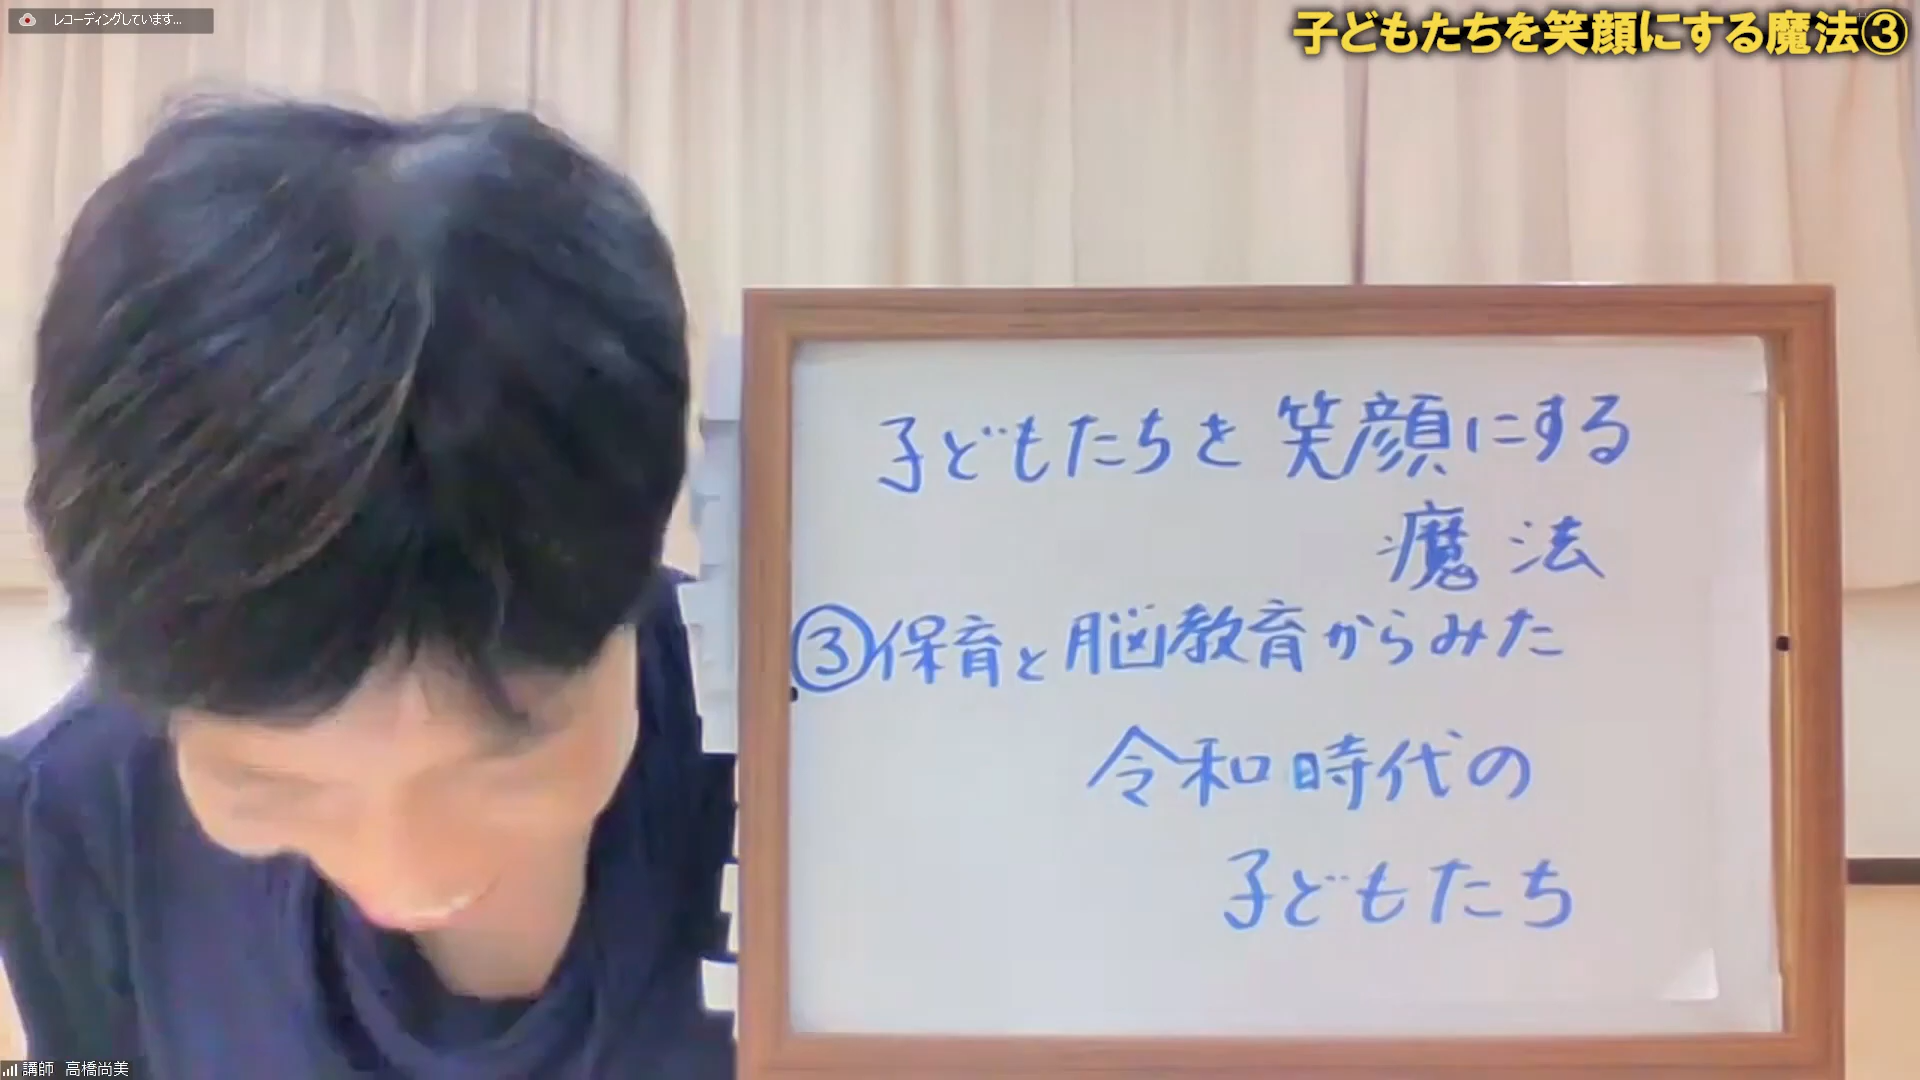 レコーディングしています...
子どもたちを笑顔にする魔法③
子どもたちを笑顔にする
魔法
③保育と脳教育からみた
令和時代の
子どもたち
講師 高橋尚美